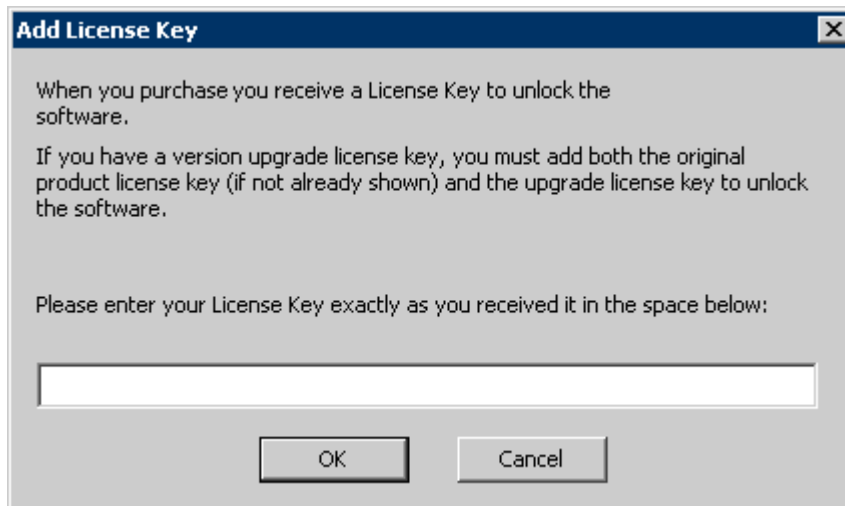 Add License Key
When you purchase you receive a License Key to unlock the
software.
If you have a version upgrade license key, you must add both the original
product license key (if not already shown) and the upgrade license key to unlock
the software.
Please enter your License Key exactly as you received it in the space below:
OK Cancel